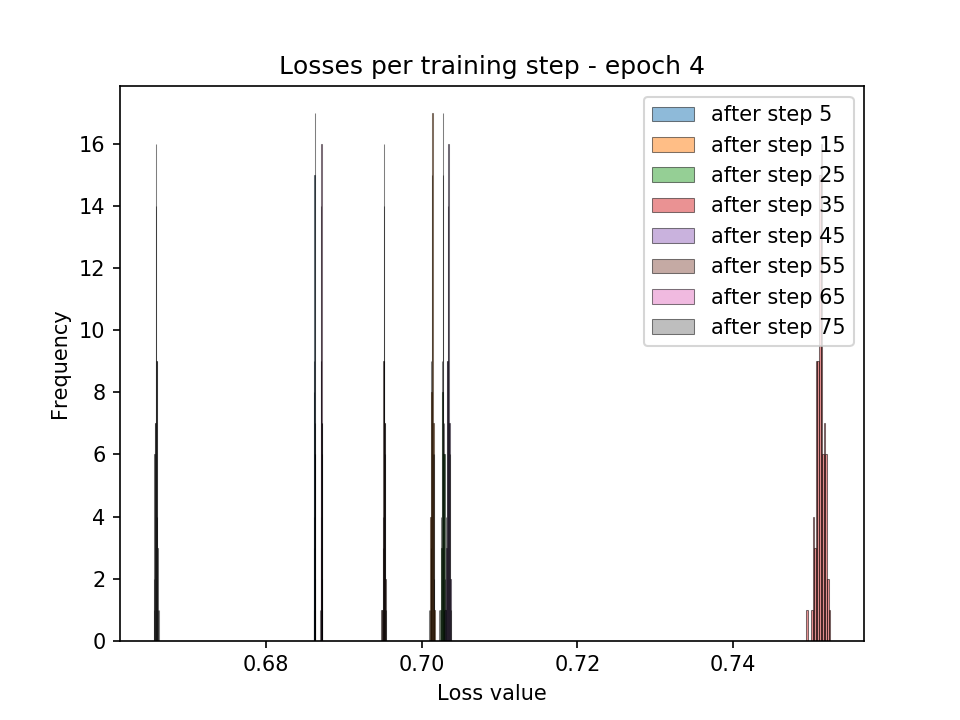 Losses per training step - epoch 4
after step 5
after step 15
after step 25
after step 35
after step 45
after step 55
after step 65
after step 75
Frequency
16
14
12
10
8
6
4
2
0
0.68 0.70 0.72 0.74
Loss value